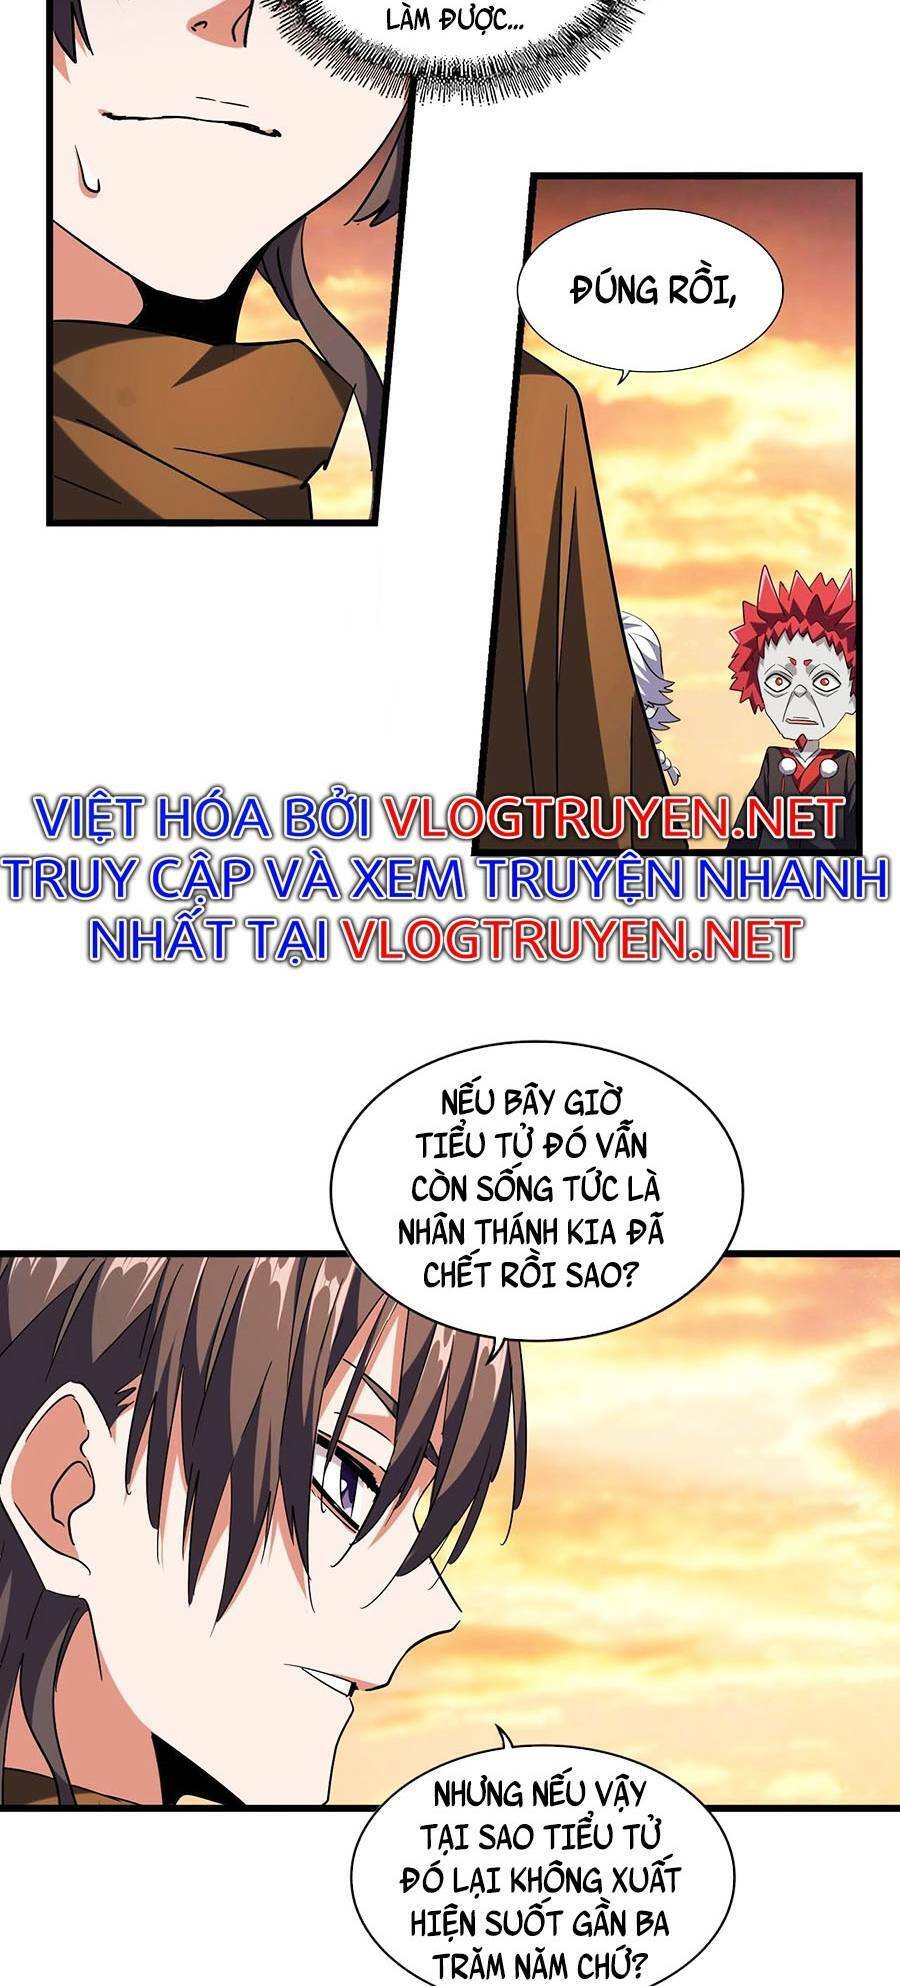 LÀM ĐƯỢC...
ĐÚNG RỒI,
VIỆT HÓA BỞI VLOGTRUYEN.NET
TRUY CẬP VÀ XEM TRUYỆN NHANH
NHẤT TẠI VLOGTRUYEN.NET
NẾU BÂY GIỜ
TIỂU TỬ ĐÓ VẪN
CÒN SỐNG TỨC LÀ
NHÂN THÁNH KIA ĐÃ
CHẾT RỒI SAO?
NHƯNG NẾU VẬY
TẠI SAO TIỂU TỬ
ĐÓ LẠI KHÔNG XUẤT
HIỆN SUỐT GẦN BA
TRĂM NĂM CHỨ?